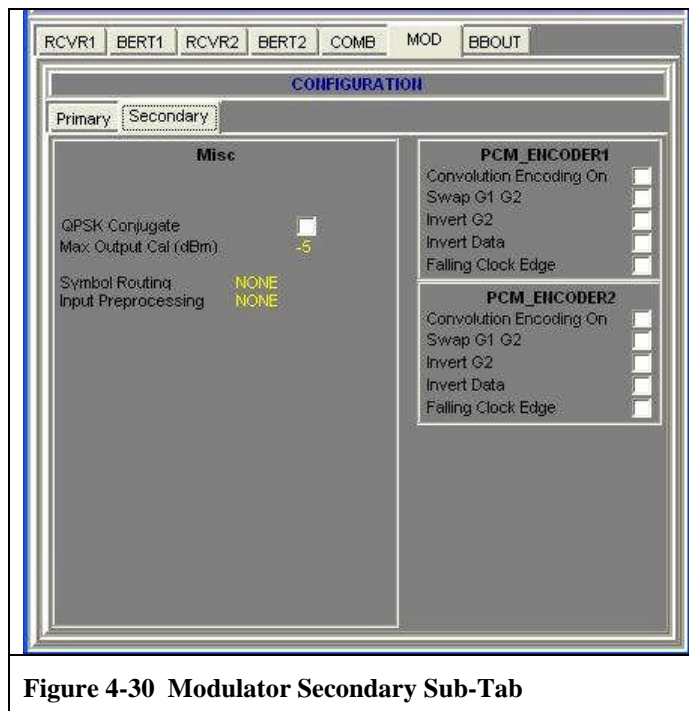 RCVR1 BERT1 RCVR2 BERT2 COMB MOD BBOUT
CONFIGURATION
Primary Secondary
Misc
QPSK Conjugate
Max Output Cal (dBm) -5
Symbol Routing NONE
Input Preprocessing NONE
PCM_ENCODER1
Convolution Encoding On
Swap G1 G2
Invert G2
Invert Data
Falling Clock Edge
PCM_ENCODER2
Convolution Encoding On
Swap G1 G2
Invert G2
Invert Data
Falling Clock Edge
Figure 4-30 Modulator Secondary Sub-Tab